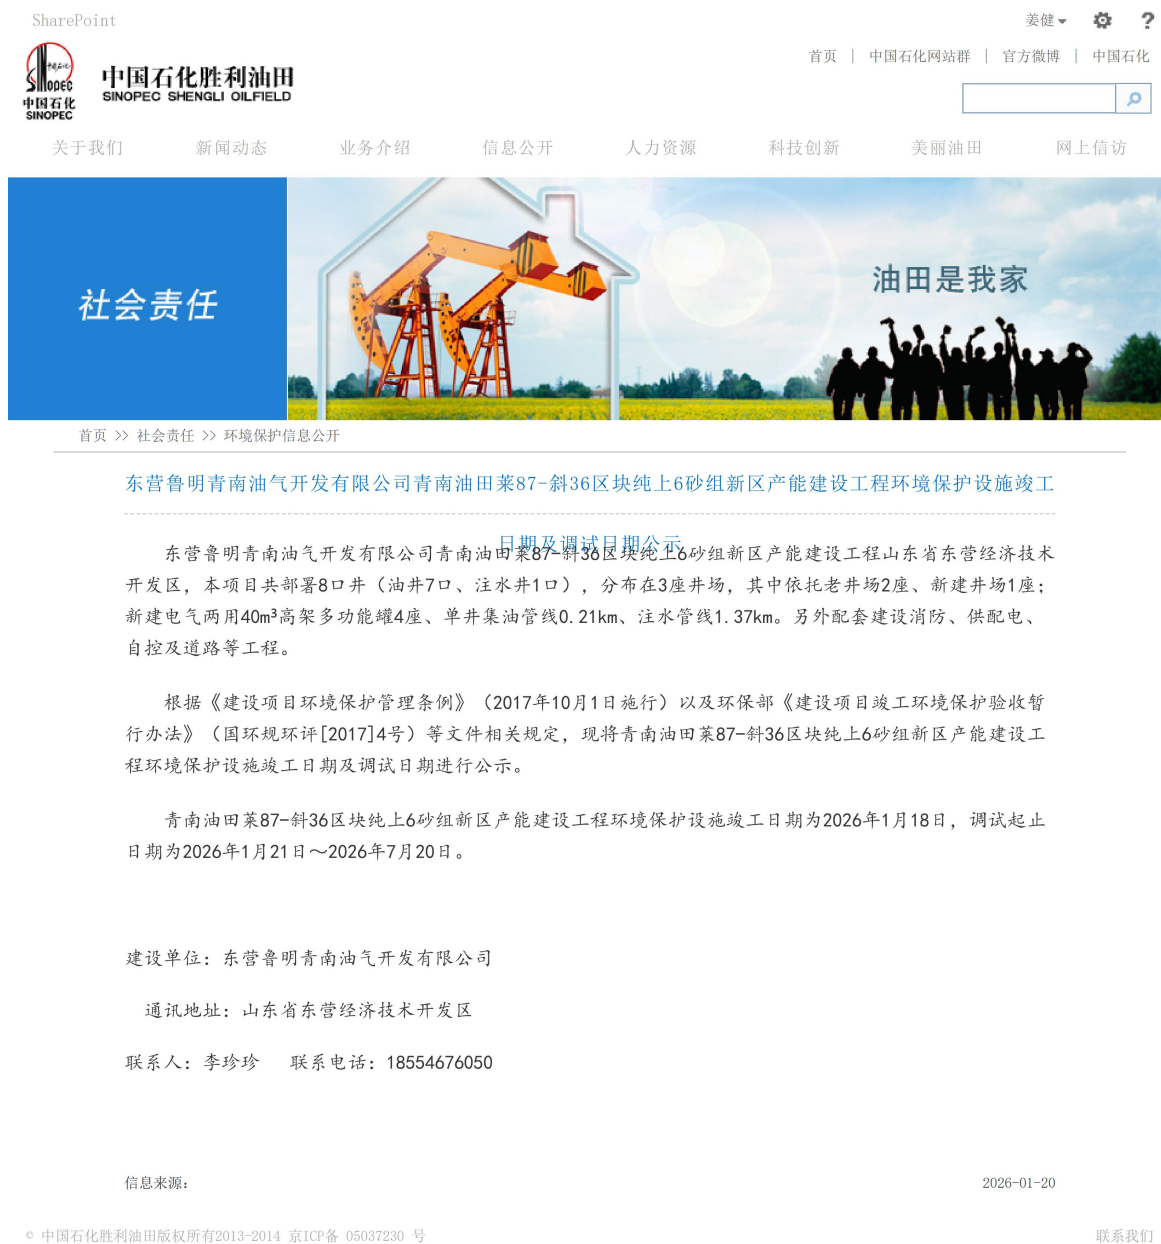 SharePoint
姜健
首页 | 中国石化网站群 | 官方微博 | 中国石化
SINOPEC
中国石化
SINOPEC
中国石化胜利油田
SINOPEC SHENGLI OILFIELD
关于我们 新闻动态 业务介绍 信息公开 人力资源 科技创新 美丽油田 网上信访
社会责任
油田是我家
首页 >> 社会责任 >> 环境保护信息公开
东营鲁明青南油气开发有限公司青南油田莱87-斜36区块纯上6砂组新区产能建设工程环境保护设施竣工
日期及调试日期公示
东营鲁明青南油气开发有限公司青南油田莱87-斜36区块纯上6砂组新区产能建设工程山东省东营经济技术
开发区，本项目共部署8口井（油井7口、注水井1口），分布在3座井场，其中依托老井场2座、新建井场1座；
新建电气两用40m³高架多功能罐4座、单井集油管线0.21km、注水管线1.37km。另外配套建设消防、供配电、
自控及道路等工程。
根据《建设项目环境保护管理条例》（2017年10月1日施行）以及环保部《建设项目竣工环境保护验收暂
行办法》（国环规环评[2017]4号）等文件相关规定，现将青南油田莱87-斜36区块纯上6砂组新区产能建设工
程环境保护设施竣工日期及调试日期进行公示。
青南油田莱87-斜36区块纯上6砂组新区产能建设工程环境保护设施竣工日期为2026年1月18日，调试起止
日期为2026年1月21日～2026年7月20日。
建设单位：东营鲁明青南油气开发有限公司
通讯地址：山东省东营经济技术开发区
联系人：李珍珍 联系电话：18554676050
信息来源： 2026-01-20
© 中国石化胜利油田版权所有2013-2014 京ICP备 05037230 号 联系我们